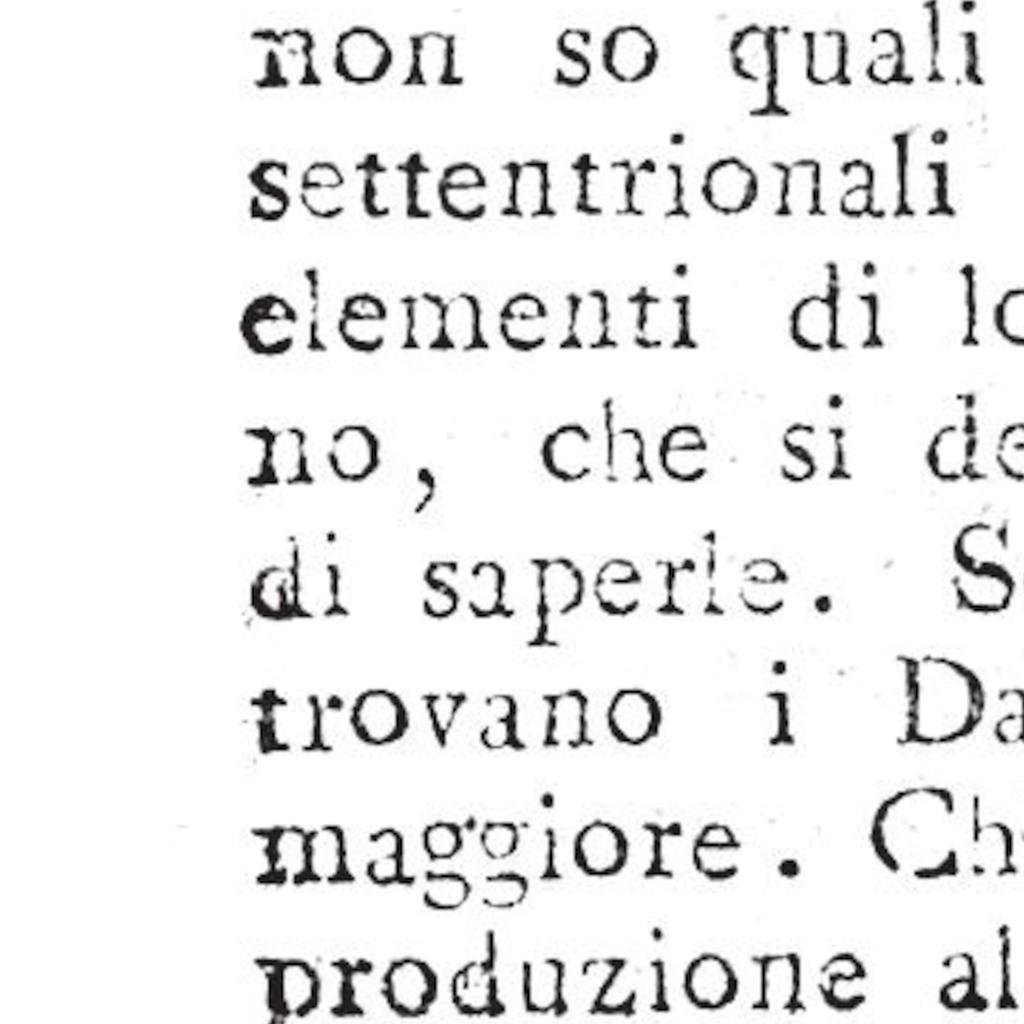 non so quali
settentrionali
elementi di lo
no, che si de
di saperle. S
trovano i Da
maggiore. Ch
produzione al